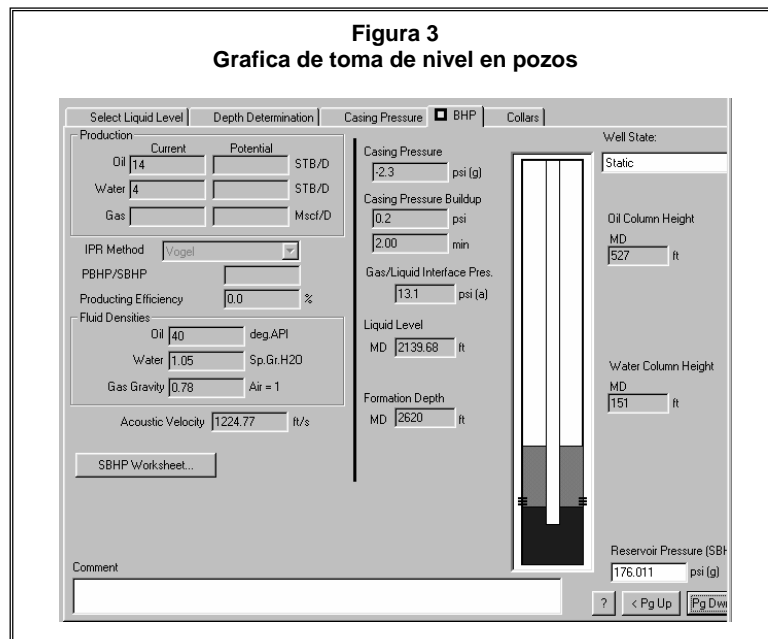 Figura 3
Grafica de toma de nivel en pozos
Select Liquid Level Depth Determination Casing Pressure BHP Collars
Production
Current Potential
Oil 14 STB/D
Water 4 STB/D
Gas Mscf/D
IPR Method Vogel
PBHP/SBHP
Producting Efficiency 0.0 %
Fluid Densities
Oil 40 deg.API
Water 1.05 Sp.Gr.H2O
Gas Gravity 0.78 Air = 1
Acoustic Velocity 1224.77 ft/s
SBHP Worksheet...
Casing Pressure
-2.3 psi (g)
Casing Pressure Buildup
0.2 psi
2.00 min
Gas/Liquid Interface Pres.
13.1 psi (a)
Liquid Level
MD 2139.68 ft
Formation Depth
MD 2620 ft
Well State:
Static
Oil Column Height
MD
527 ft
Water Column Height
MD
151 ft
Reservoir Pressure (SBH
176.011 psi (g)
Comment
? < Pg Up Pg Dwn